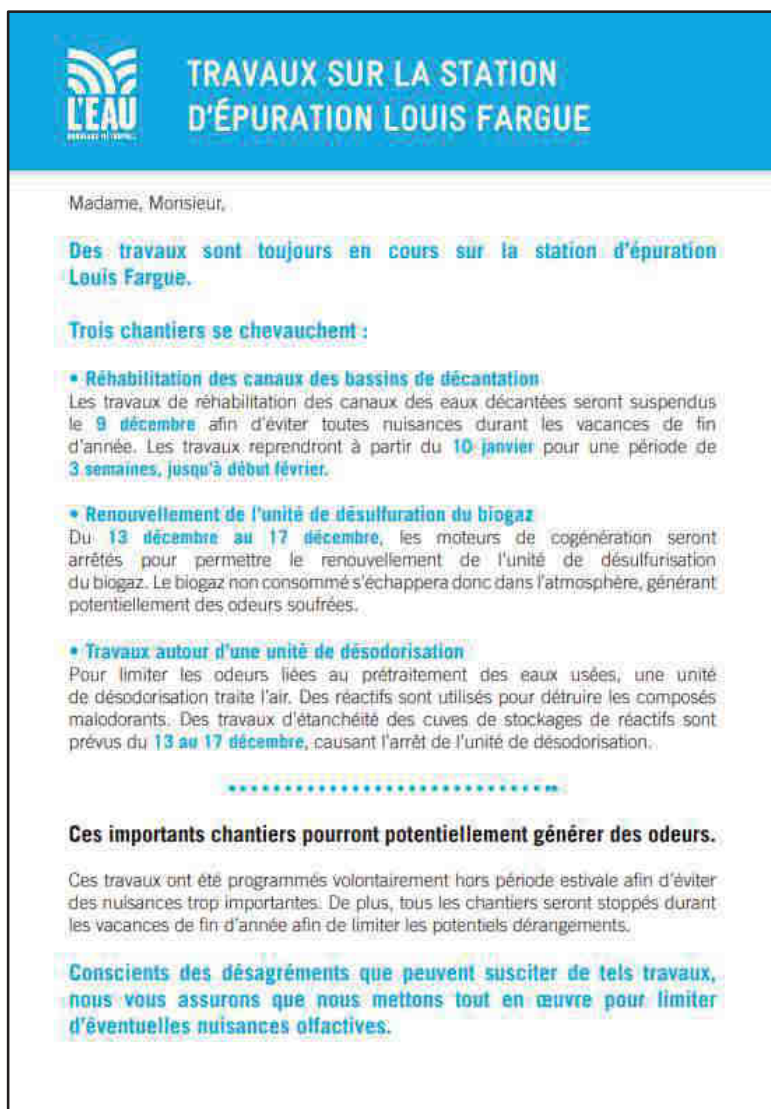 L'EAU
BORDEAUX MÉTROPOLE
TRAVAUX SUR LA STATION
D'ÉPURATION LOUIS FARGUE
Madame, Monsieur,
Des travaux sont toujours en cours sur la station d'épuration
Louis Fargue.
Trois chantiers se chevauchent :
• Réhabilitation des canaux des bassins de décantation
Les travaux de réhabilitation des canaux des eaux décantées seront suspendus
le 9 décembre afin d'éviter toutes nuisances durant les vacances de fin
d'année. Les travaux reprendront à partir du 10 janvier pour une période de
3 semaines, jusqu'à début février.
• Renouvellement de l'unité de désulfuration du biogaz
Du 13 décembre au 17 décembre, les moteurs de cogénération seront
arrêtés pour permettre le renouvellement de l'unité de désulfurisation
du biogaz. Le biogaz non consommé s'échappera donc dans l'atmosphère, générant
potentiellement des odeurs soufrées.
• Travaux autour d'une unité de désodorisation
Pour limiter les odeurs liées au prétraitement des eaux usées, une unité
de désodorisation traite l'air. Des réactifs sont utilisés pour détruire les composés
malodorants. Des travaux d'étanchéité des cuves de stockages de réactifs sont
prévus du 13 au 17 décembre, causant l'arrêt de l'unité de désodorisation.
Ces importants chantiers pourront potentiellement générer des odeurs.
Ces travaux ont été programmés volontairement hors période estivale afin d'éviter
des nuisances trop importantes. De plus, tous les chantiers seront stoppés durant
les vacances de fin d'année afin de limiter les potentiels dérangements.
Conscients des désagréments que peuvent susciter de tels travaux,
nous vous assurons que nous mettons tout en œuvre pour limiter
d'éventuelles nuisances olfactives.